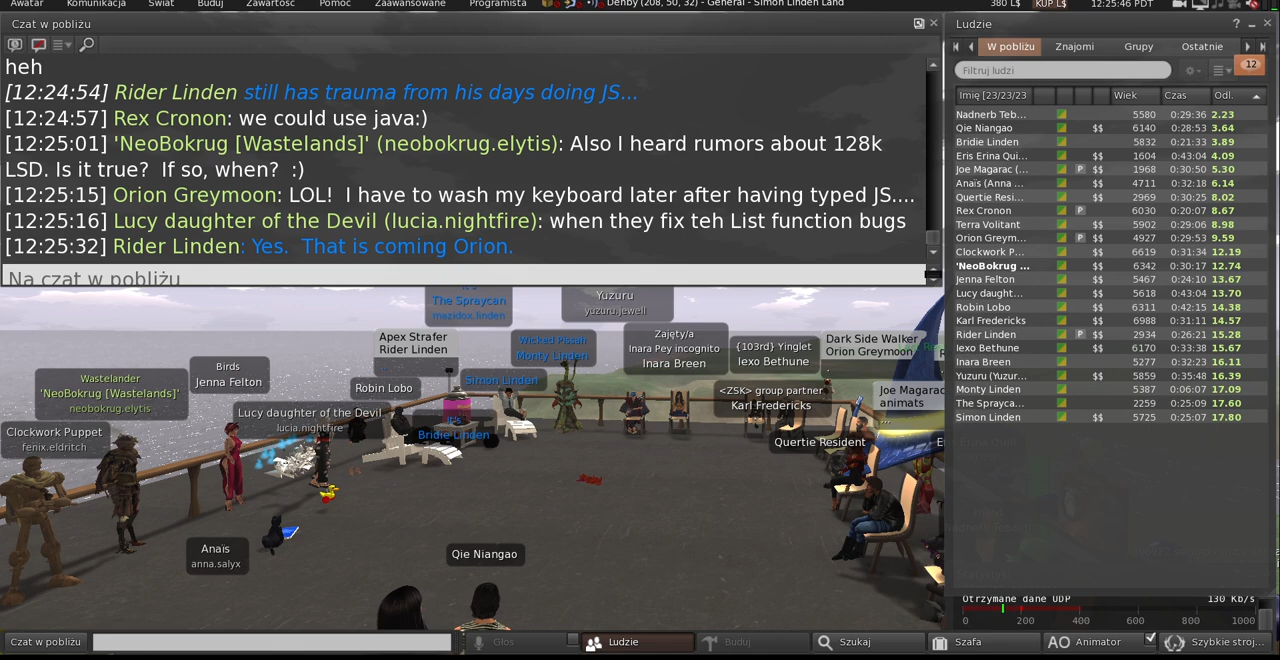 Awatar Komunikacja Świat Buduj Zawartość Pomoc Zaawansowane Programista Denby (208, 50, 32) - General - Simon Linden Land 380 L$ KUP L$ 12:25:46 PDT
Czat w pobliżu
heh
[12:24:54] Rider Linden still has trauma from his days doing JS...
[12:24:57] Rex Cronon: we could use java:)
[12:25:01] 'NeoBokrug [Wastelands]' (neobokrug.elytis): Also I heard rumors about 128k
LSD. Is it true? If so, when? :)
[12:25:15] Orion Greymoon: LOL! I have to wash my keyboard later after having typed JS....
[12:25:16] Lucy daughter of the Devil (lucia.nightfire): when they fix teh List function bugs
[12:25:32] Rider Linden: Yes. That is coming Orion.
Na czat w pobliżu
The Spraycan
mazidox.linden
Yuzuru
yuzuru.jewell
Apex Strafer
Rider Linden
Wicked Pissah
Monty Linden
Zajęty/a
Inara Pey incognito
Inara Breen
{103rd} Yinglet
Iexo Bethune
Dark Side Walker
Orion Greymoon
Wastelander
'NeoBokrug [Wastelands]'
neobokrug.elytis
Birds
Jenna Felton
Robin Lobo
Simon Linden
<ZSK> group partner
Karl Fredericks
Joe Magarac
animats
...
Lucy daughter of the Devil
lucia.nightfire
It's
Bridie Linden
Clockwork Puppet
fenix.eldritch
Quertie Resident
Anaïs
anna.salyx
Qie Niangao
Ludzie
? _ ×
W pobliżu Znajomi Grupy Ostatnie
Filtruj ludzi
12
Imię [23/23/23 Wiek Czas Odl.
Nadnerb Teb... 5580 0:29:36 2.23
Qie Niangao $$ 6140 0:28:53 3.64
Bridie Linden 5832 0:21:33 3.89
Eris Erina Qui... $$ 1604 0:43:04 4.09
Joe Magarac (... P $$ 1968 0:30:50 5.30
Anaïs (Anna ... $$ 4711 0:32:18 6.14
Quertie Resi... $$ 2969 0:30:25 8.02
Rex Cronon P 6030 0:20:07 8.67
Terra Volitant $$ 5902 0:29:06 8.98
Orion Greym... P $$ 4927 0:29:53 9.59
Clockwork P... $$ 6619 0:31:34 12.19
'NeoBokrug ... $$ 6342 0:30:17 12.74
Jenna Felton $$ 5467 0:24:10 13.67
Lucy daught... $$ 5618 0:43:04 13.70
Robin Lobo $$ 6311 0:42:15 14.38
Karl Fredericks $$ 6988 0:31:11 14.57
Rider Linden P $$ 2934 0:26:21 15.28
Iexo Bethune $$ 6170 0:33:38 15.67
Inara Breen 5277 0:32:23 16.11
Yuzuru (Yuzur... $$ 5859 0:35:48 16.39
Monty Linden 5387 0:06:07 17.09
The Sprayca... 2259 0:25:09 17.60
Simon Linden $$ 5725 0:25:07 17.80
Otrzymane dane UDP 130 Kb/s
0 200 400 600 800 1000
Czat w pobliżu Głos Ludzie Buduj Szukaj Szafa AO Animator Szybkie stroj...